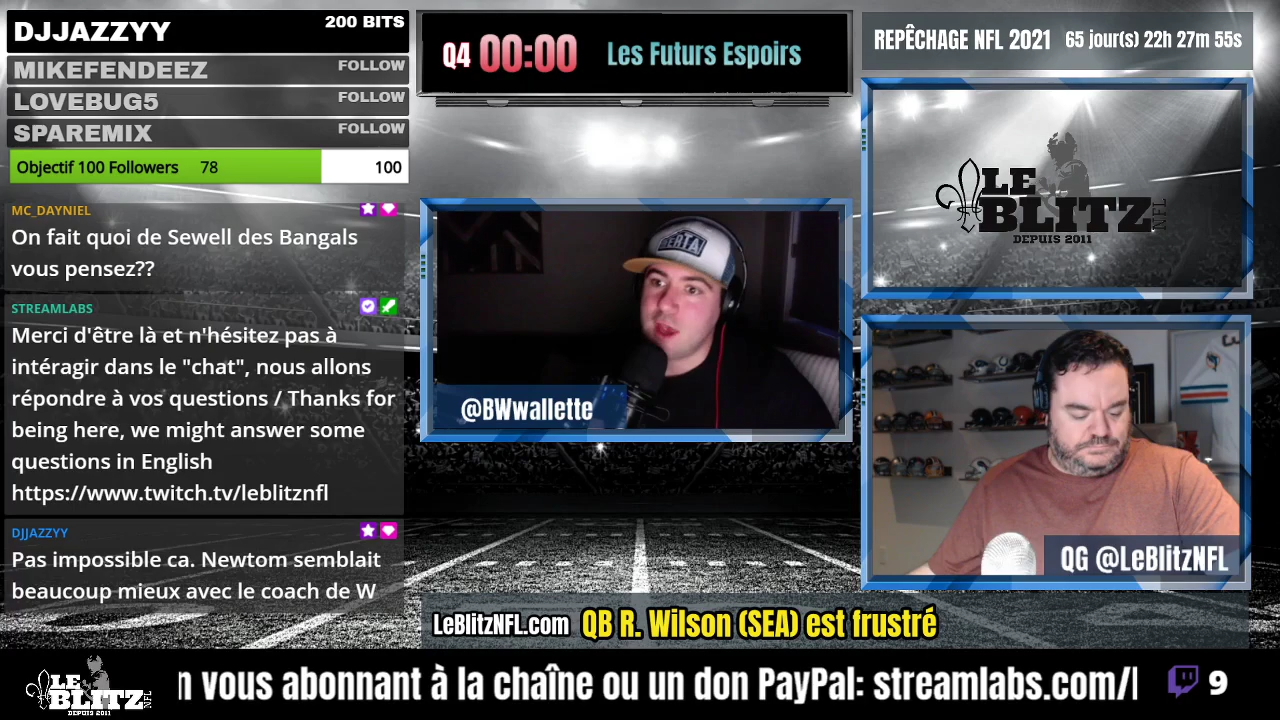 DJJAZZYY
200 BITS
MIKEFENDEEZ
FOLLOW
LOVEBUG5
FOLLOW
SPAREMIX
FOLLOW
Objectif 100 Followers 78 100
MC_DAYNIEL
On fait quoi de Sewell des Bangals
vous pensez??
STREAMLABS
Merci d'être là et n'hésitez pas à
intéragir dans le "chat", nous allons
répondre à vos questions / Thanks for
being here, we might answer some
questions in English
https://www.twitch.tv/leblitznfl
DJJAZZYY
Pas impossible ca. Newtom semblait
beaucoup mieux avec le coach de W
Q4 00:00 Les Futurs Espoirs
REPÊCHAGE NFL 2021 65 jour(s) 22h 27m 55s
LE
BLITZ
NFL
DEPUIS 2011
@BWwallette
QG @LeBlitzNFL
LeBlitzNFL.com QB R. Wilson (SEA) est frustré
LE
BLITZ
NFL
DEPUIS 2011
n vous abonnant à la chaîne ou un don PayPal: streamlabs.com/l
9